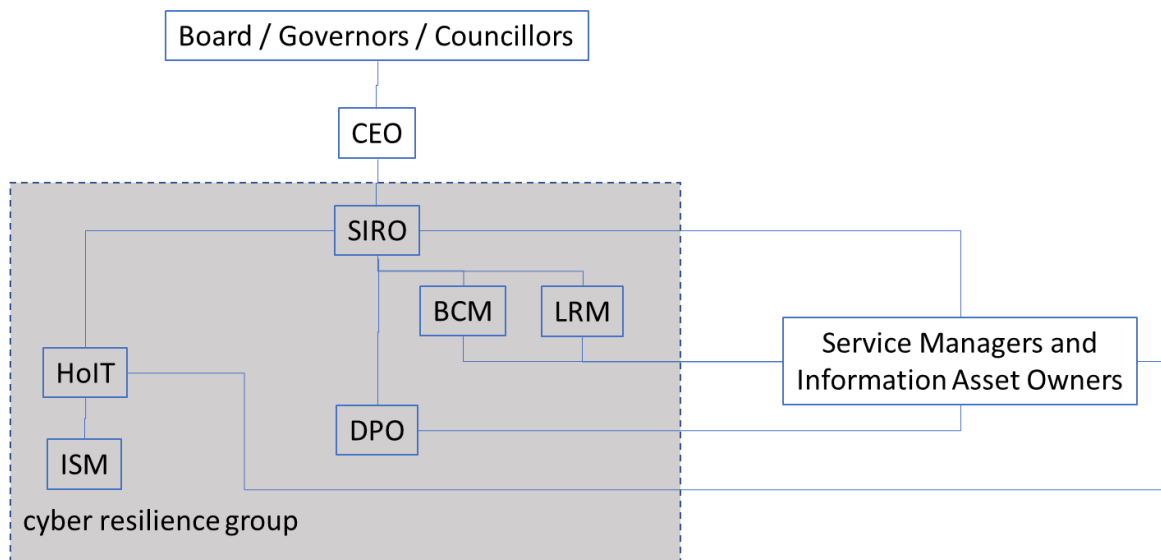 Board / Governors / Councillors
CEO
SIRO
BCM
LRM
Service Managers and
Information Asset Owners
HoIT
DPO
ISM
cyber resilience group